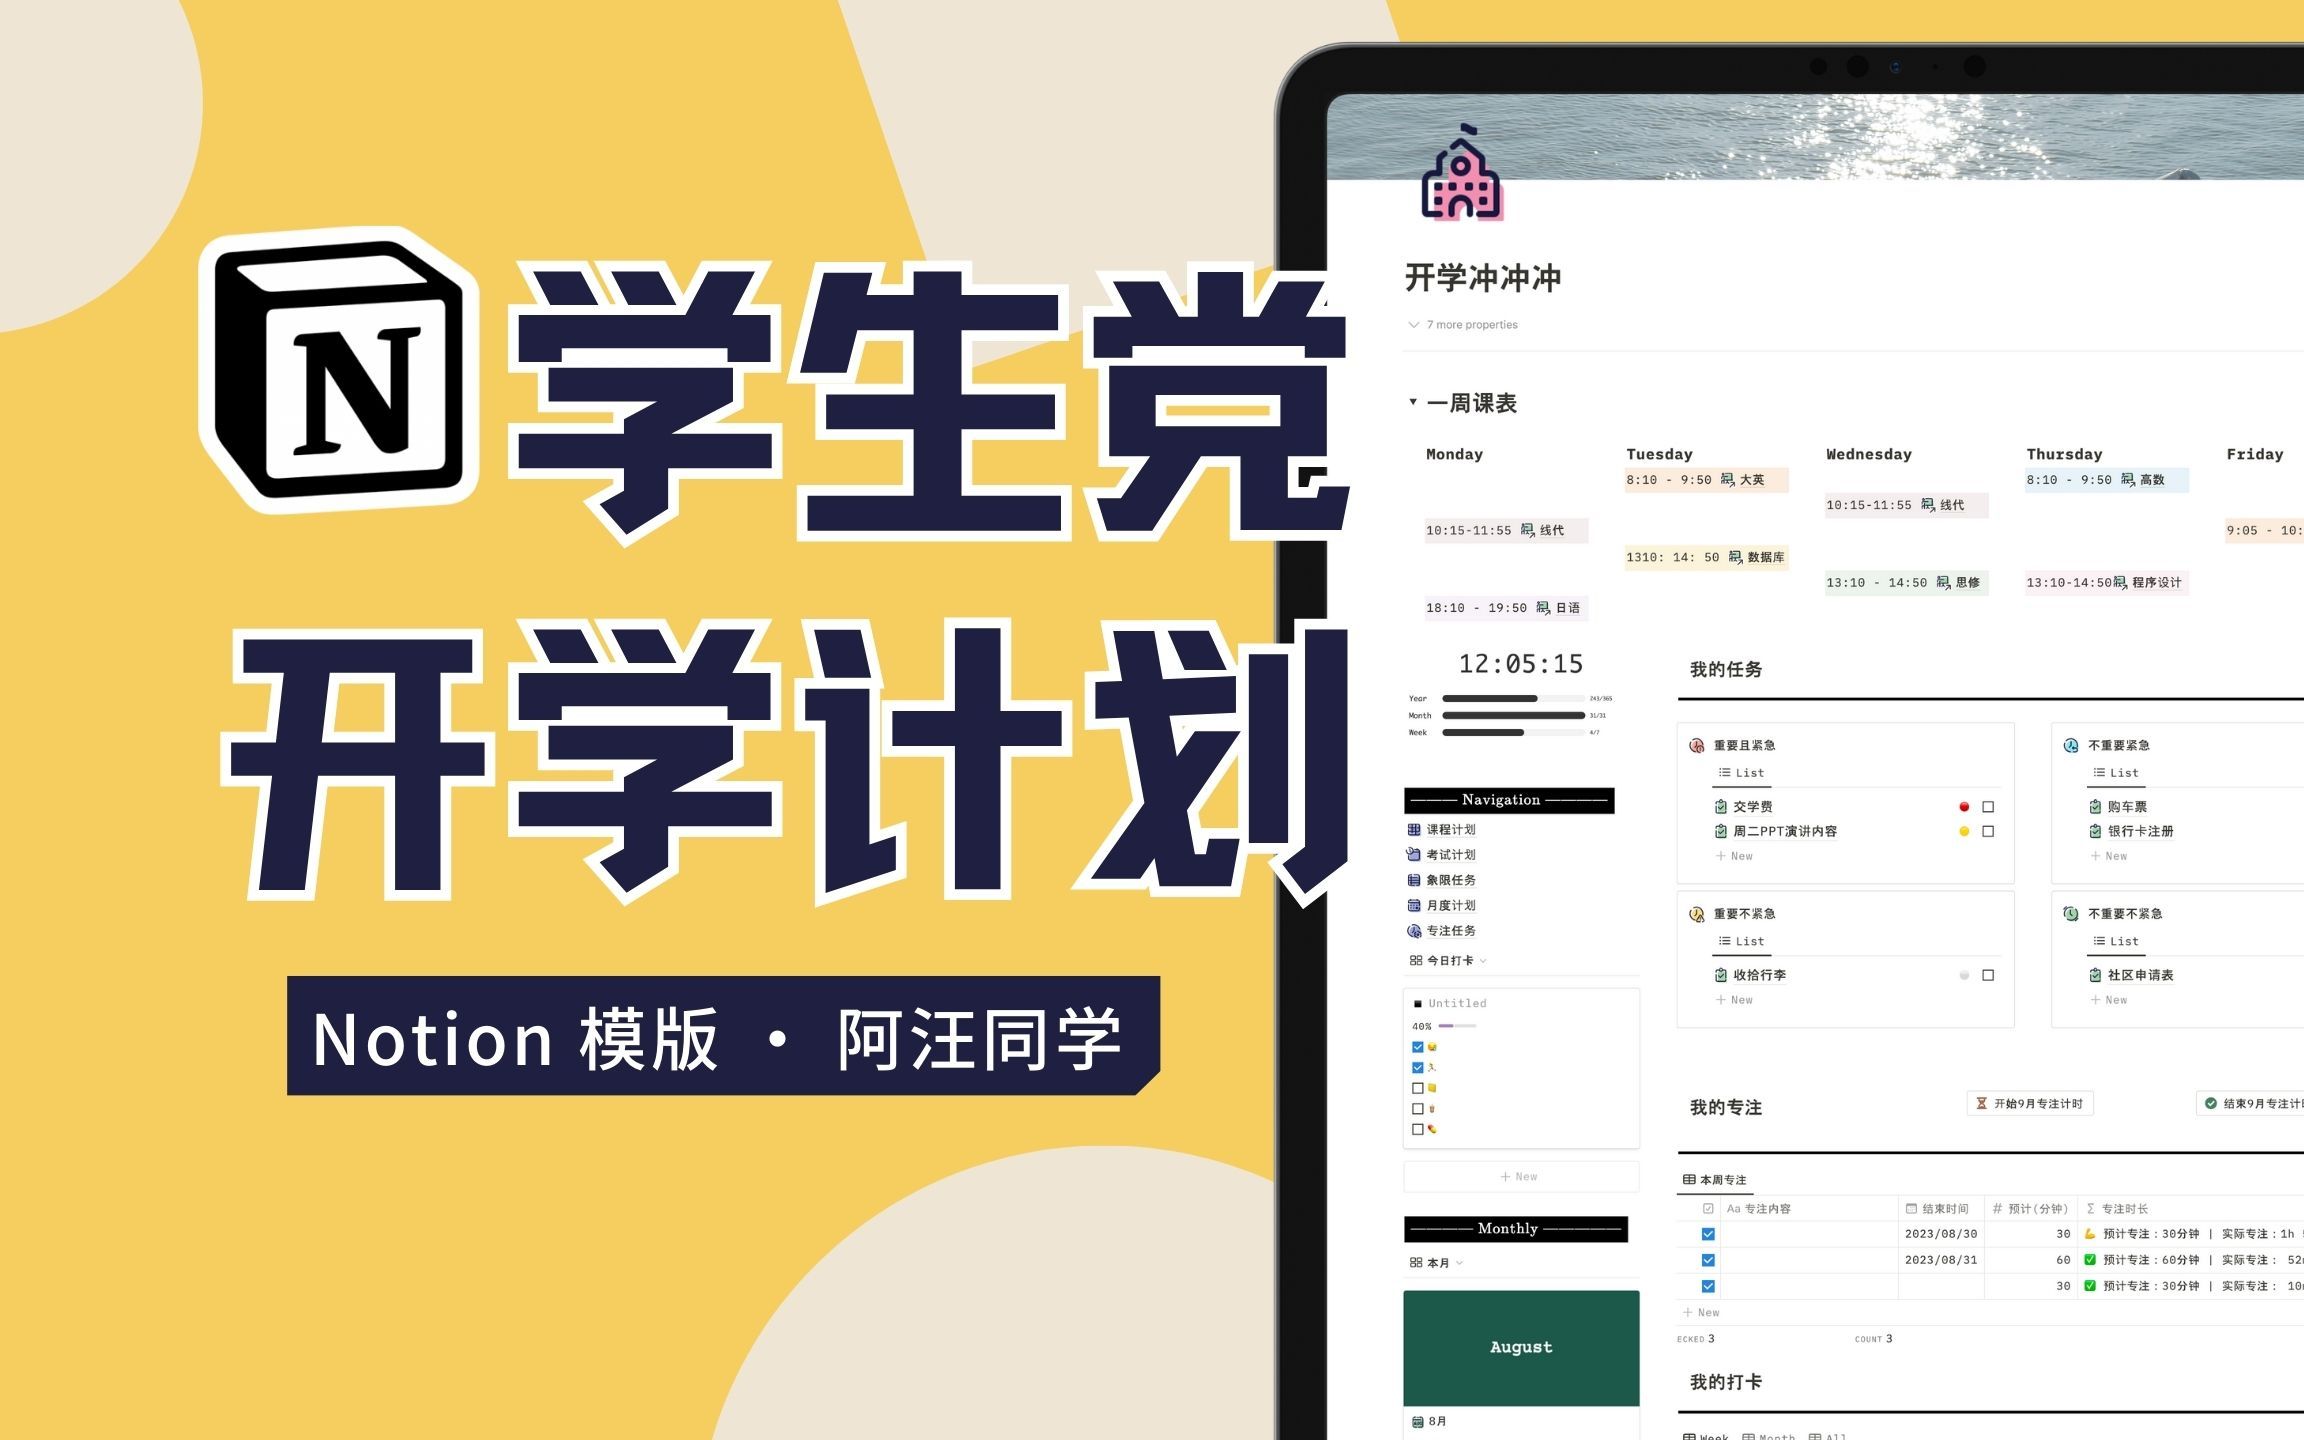 N
学生党
开学计划
Notion 模版 · 阿汪同学
开学冲冲冲
7 more properties
一周课表
Monday Tuesday Wednesday Thursday Friday
8:10 - 9:50 大英 8:10 - 9:50 高数
10:15-11:55 线代
10:15-11:55 线代 9:05 - 10:
1310: 14: 50 数据库
13:10 - 14:50 思修 13:10-14:50 程序设计
18:10 - 19:50 日语
12:05:15
Year 243/365
Month 31/31
Week 4/7
Navigation
课程计划
考试计划
象限任务
月度计划
专注任务
今日打卡
Untitled
40%
+ New
Monthly
本月
August
8月
我的任务
重要且紧急
List
交学费
周二PPT演讲内容
+ New
不重要紧急
List
购车票
银行卡注册
+ New
重要不紧急
List
收拾行李
+ New
不重要不紧急
List
社区申请表
+ New
我的专注
开始9月专注计时
结束9月专注计
本周专注
Aa 专注内容 结束时间 # 预计(分钟) Σ 专注时长
2023/08/30 30 预计专注：30分钟 | 实际专注：1h
2023/08/31 60 预计专注：60分钟 | 实际专注： 52
30 预计专注：30分钟 | 实际专注： 10
+ New
ECKED 3 COUNT 3
我的打卡
Week Month All